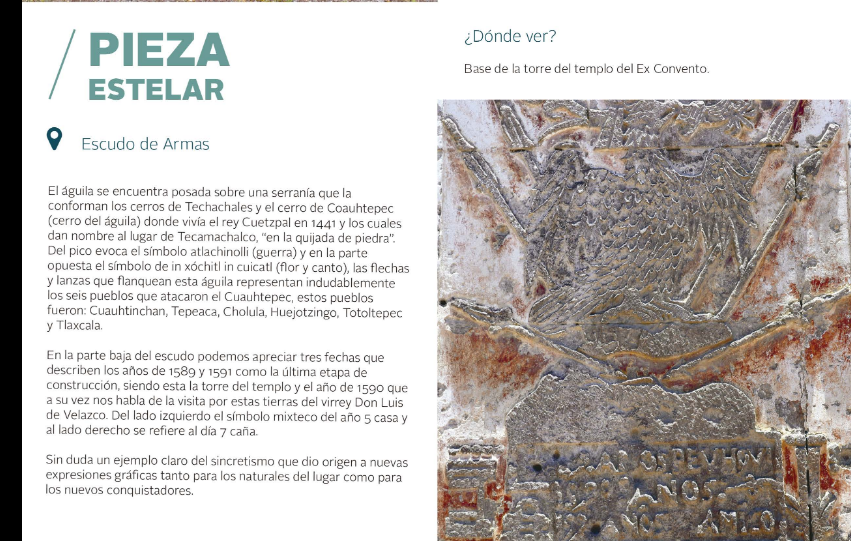 PIEZA
ESTELAR
Escudo de Armas
El águila se encuentra posada sobre una serranía que la
conforman los cerros de Techachales y el cerro de Coauhtepec
(cerro del águila) donde vivía el rey Cuetzpal en 1441 y los cuales
dan nombre al lugar de Tecamachalco, “en la quijada de piedra”.
Del pico evoca el símbolo atlachinolli (guerra) y en la parte
opuesta el símbolo de in xóchitl in cuicatl (flor y canto), las flechas
y lanzas que flanquean esta águila representan indudablemente
los seis pueblos que atacaron el Cuauhtepec, estos pueblos
fueron: Cuauhtinchan, Tepeaca, Cholula, Huejotzingo, Totoltepec
y Tlaxcala.
En la parte baja del escudo podemos apreciar tres fechas que
describen los años de 1589 y 1591 como la última etapa de
construcción, siendo esta la torre del templo y el año de 1590 que
a su vez nos habla de la visita por estas tierras del virrey Don Luis
de Velazco. Del lado izquierdo el símbolo mixteco del año 5 casa y
al lado derecho se refiere al día 7 caña.
Sin duda un ejemplo claro del sincretismo que dio origen a nuevas
expresiones gráficas tanto para los naturales del lugar como para
los nuevos conquistadores.
¿Dónde ver?
Base de la torre del templo del Ex Convento.
ANOS